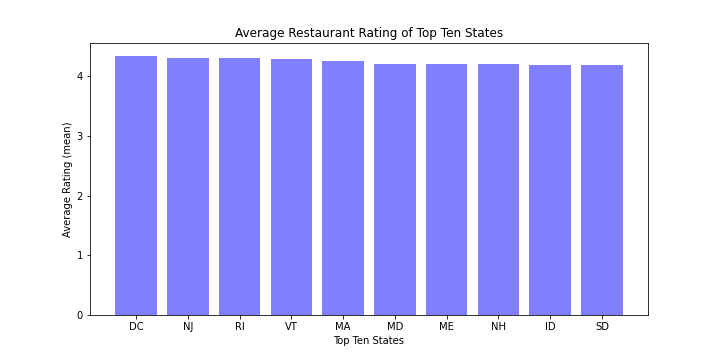 Average Restaurant Rating of Top Ten States
Average Rating (mean)
4
3
2
1
0
DC NJ RI VT MA MD ME NH ID SD
Top Ten States